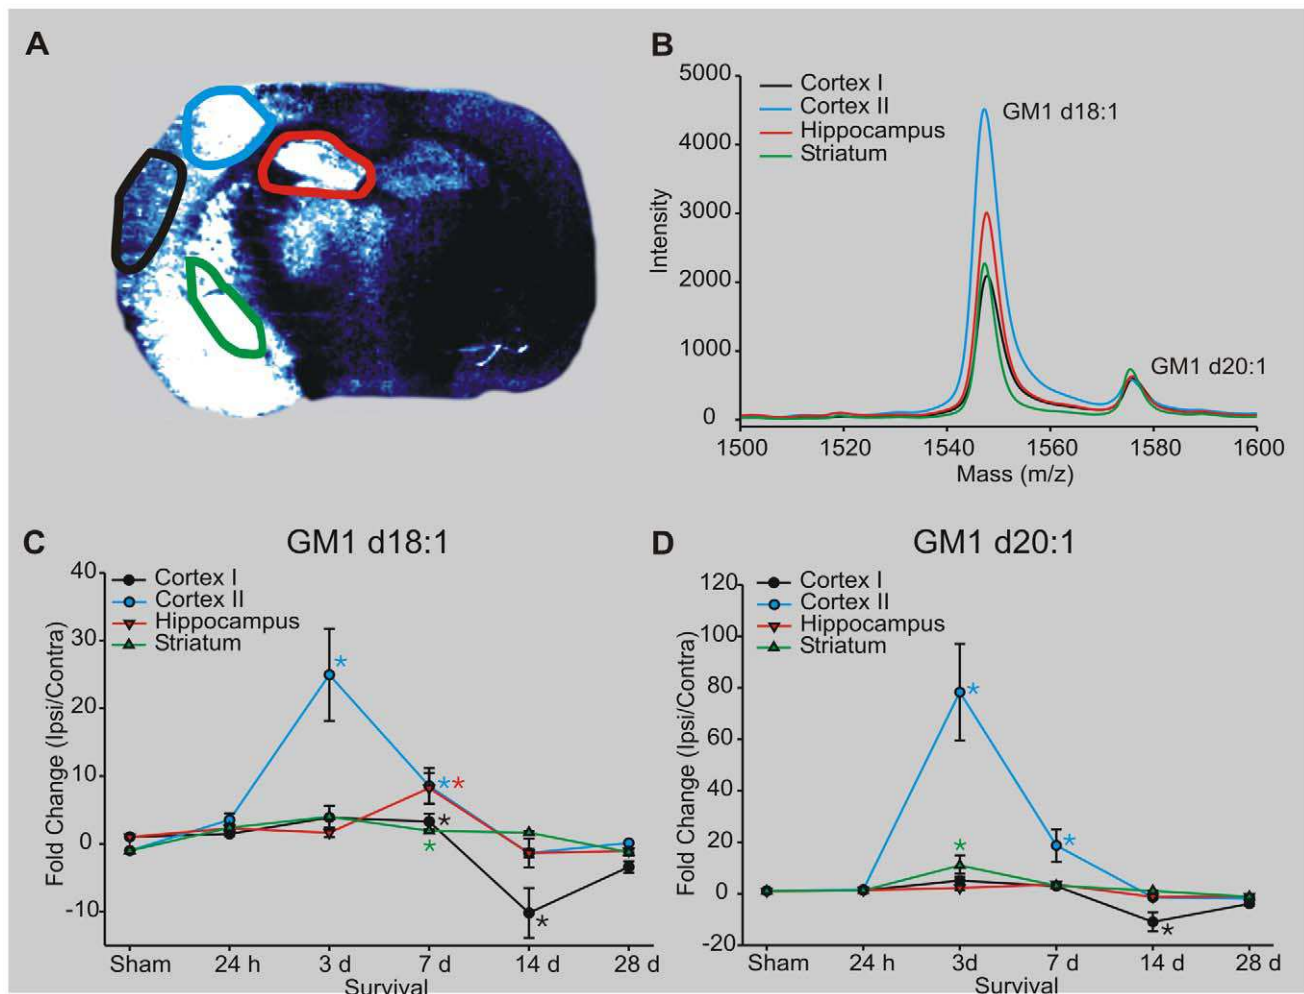 A
B
5000
4000
3000
2000
1000
0
Intensity
Cortex I
Cortex II
Hippocampus
Striatum
GM1 d18:1
GM1 d20:1
1500 1520 1540 1560 1580 1600
Mass (m/z)
C
GM1 d18:1
40
30
20
10
0
-10
Fold Change (Ipsi/Contra)
Cortex I
Cortex II
Hippocampus
Striatum
*
**
*
*
*
Sham 24 h 3 d 7 d 14 d 28 d
Survival
D
GM1 d20:1
120
100
80
60
40
20
0
-20
Fold Change (Ipsi/Contra)
Cortex I
Cortex II
Hippocampus
Striatum
*
*
*
*
Sham 24 h 3d 7 d 14 d 28 d
Survival